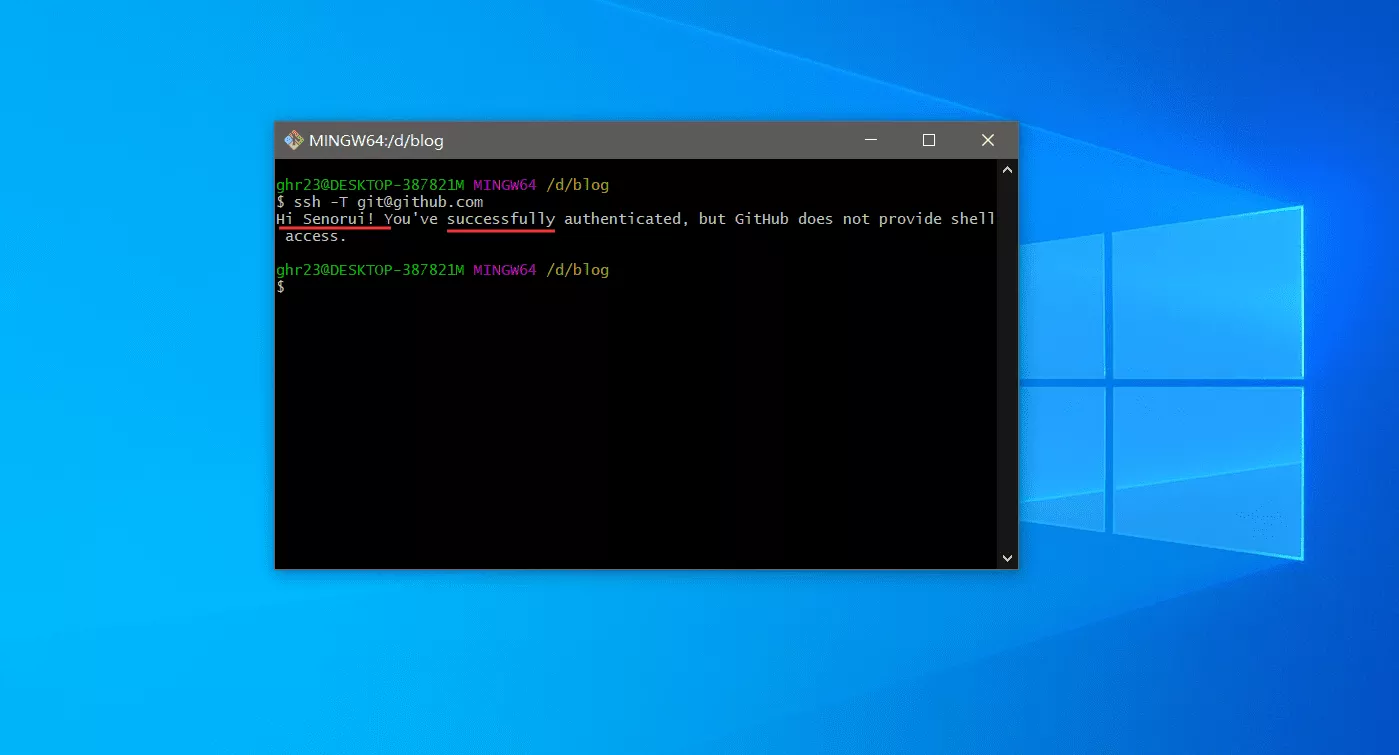 MINGW64:/d/blog
ghr23@DESKTOP-387821M MINGW64 /d/blog
$ ssh -T git@github.com
Hi Senorui! You've successfully authenticated, but GitHub does not provide shell
access.
ghr23@DESKTOP-387821M MINGW64 /d/blog
$